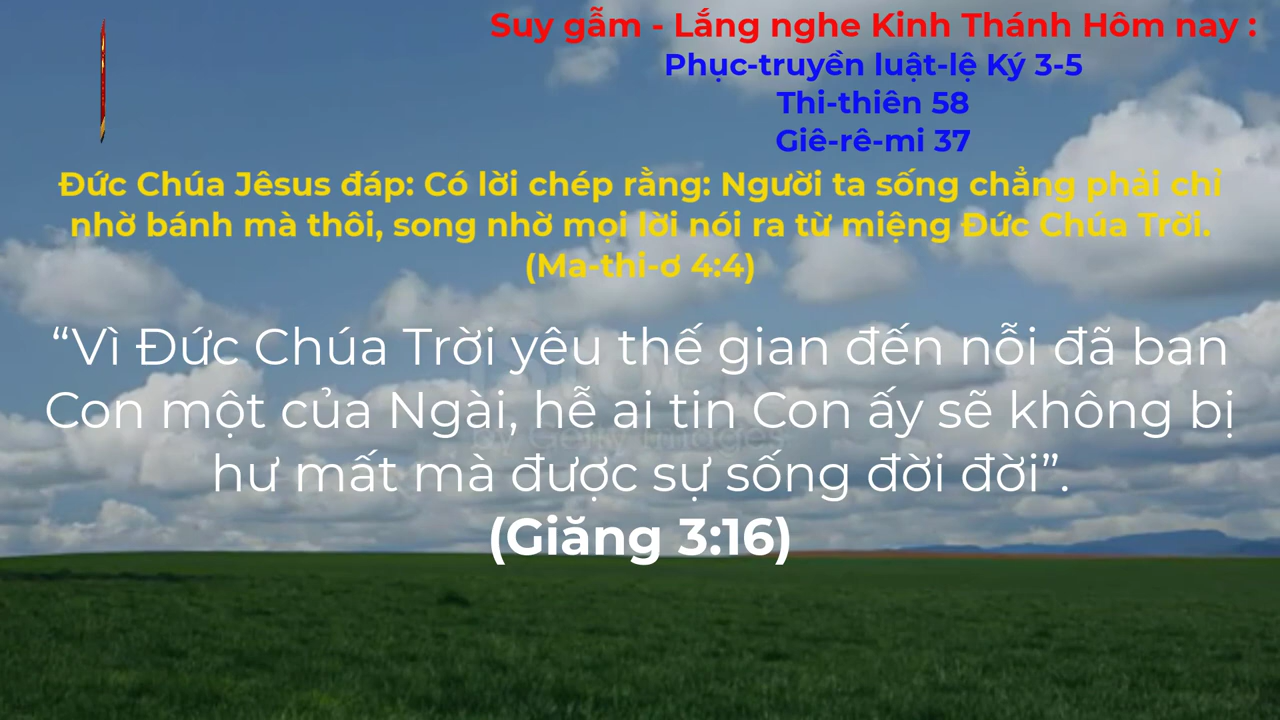 Suy gẫm - Lắng nghe Kinh Thánh Hôm nay :
Phục-truyền luật-lệ Ký 3-5
Thi-thiên 58
Giê-rê-mi 37
Đức Chúa Jêsus đáp: Có lời chép rằng: Người ta sống chẳng phải chỉ
nhờ bánh mà thôi, song nhờ mọi lời nói ra từ miệng Đức Chúa Trời.
(Ma-thi-ơ 4:4)
“Vì Đức Chúa Trời yêu thế gian đến nỗi đã ban
Con một của Ngài, hễ ai tin Con ấy sẽ không bị
hư mất mà được sự sống đời đời”.
(Giăng 3:16)
by Getty Images